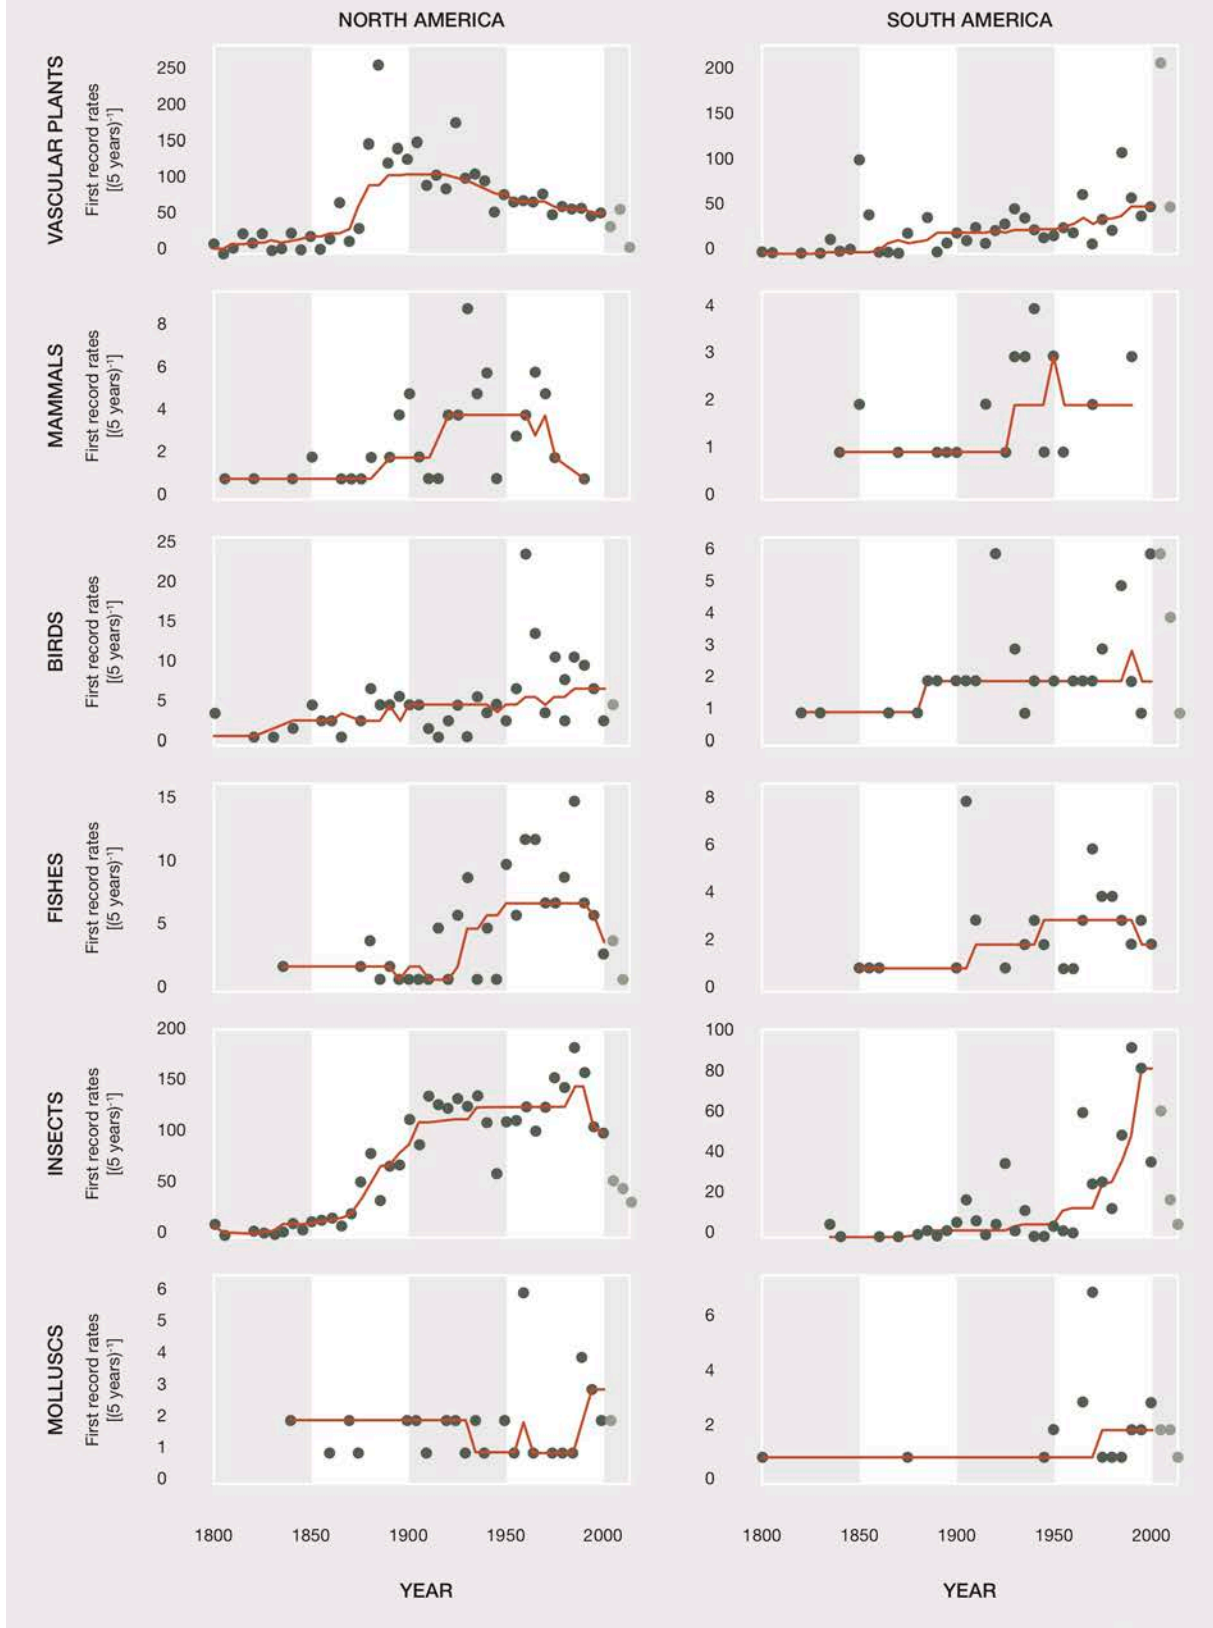 NORTH AMERICA
SOUTH AMERICA
VASCULAR PLANTS
First record rates
[(5 years)⁻¹]
250
200
150
100
50
0
200
150
100
50
0
MAMMALS
First record rates
[(5 years)⁻¹]
8
6
4
2
0
4
3
2
1
0
BIRDS
First record rates
[(5 years)⁻¹]
25
20
15
10
5
0
6
5
4
3
2
1
0
FISHES
First record rates
[(5 years)⁻¹]
15
10
5
0
8
6
4
2
0
INSECTS
First record rates
[(5 years)⁻¹]
200
150
100
50
0
100
80
60
40
20
0
MOLLUSCS
First record rates
[(5 years)⁻¹]
6
5
4
3
2
1
0
6
4
2
0
1800 1850 1900 1950 2000
1800 1850 1900 1950 2000
YEAR
YEAR